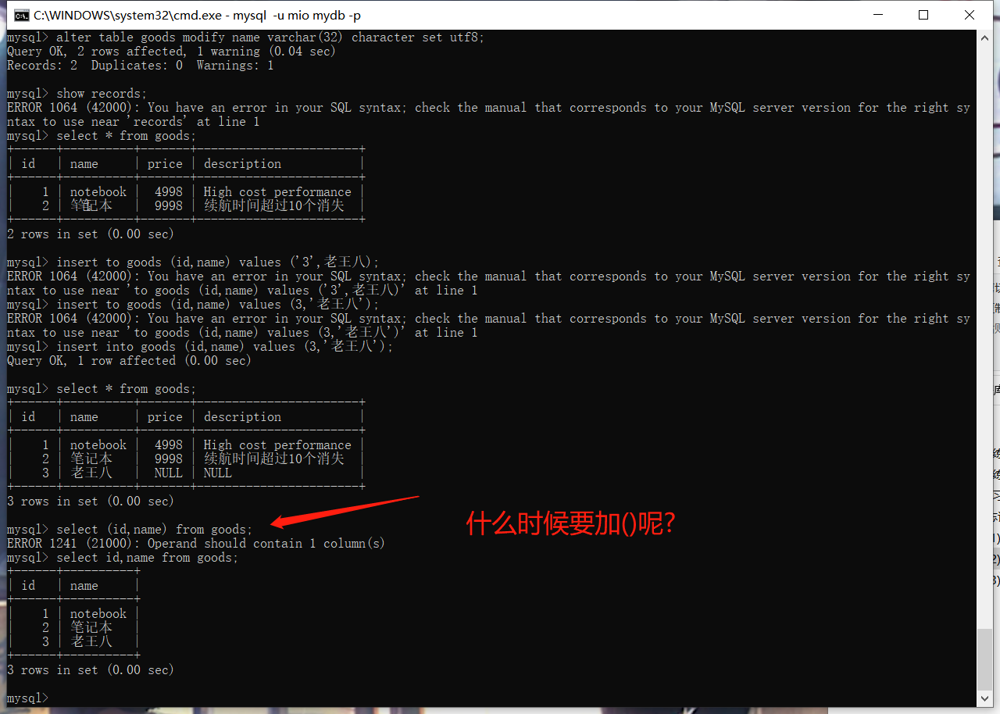 C:\WINDOWS\system32\cmd.exe - mysql  -u mio mydb -p
mysql> alter table goods modify name varchar(32) character set utf8;
Query OK, 2 rows affected, 1 warning (0.04 sec)
Records: 2  Duplicates: 0  Warnings: 1
mysql> show records;
ERROR 1064 (42000): You have an error in your SQL syntax; check the manual that corresponds to your MySQL server version for the right sy
ntax to use near 'records' at line 1
mysql> select * from goods;
+------+----------+-------+-----------------------+
| id   | name     | price | description           |
+------+----------+-------+-----------------------+
|    1 | notebook |  4998 | High cost performance |
|    2 | 笔记本   |  9998 | 续航时间超过10个消失  |
+------+----------+-------+-----------------------+
2 rows in set (0.00 sec)
mysql> insert to goods (id,name) values ('3',老王八);
ERROR 1064 (42000): You have an error in your SQL syntax; check the manual that corresponds to your MySQL server version for the right sy
ntax to use near 'to goods (id,name) values ('3',老王八)' at line 1
mysql> insert to goods (id,name) values (3,'老王八');
ERROR 1064 (42000): You have an error in your SQL syntax; check the manual that corresponds to your MySQL server version for the right sy
ntax to use near 'to goods (id,name) values (3,'老王八')' at line 1
mysql> insert into goods (id,name) values (3,'老王八');
Query OK, 1 row affected (0.00 sec)
mysql> select * from goods;
+------+----------+-------+-----------------------+
| id   | name     | price | description           |
+------+----------+-------+-----------------------+
|    1 | notebook |  4998 | High cost performance |
|    2 | 笔记本   |  9998 | 续航时间超过10个消失  |
|    3 | 老王八   |  NULL | NULL                  |
+------+----------+-------+-----------------------+
3 rows in set (0.00 sec)
mysql> select (id,name) from goods;
什么时候要加()呢?
ERROR 1241 (21000): Operand should contain 1 column(s)
mysql> select id,name from goods;
+------+----------+
| id   | name     |
+------+----------+
|    1 | notebook |
|    2 | 笔记本   |
|    3 | 老王八   |
+------+----------+
3 rows in set (0.00 sec)
mysql>